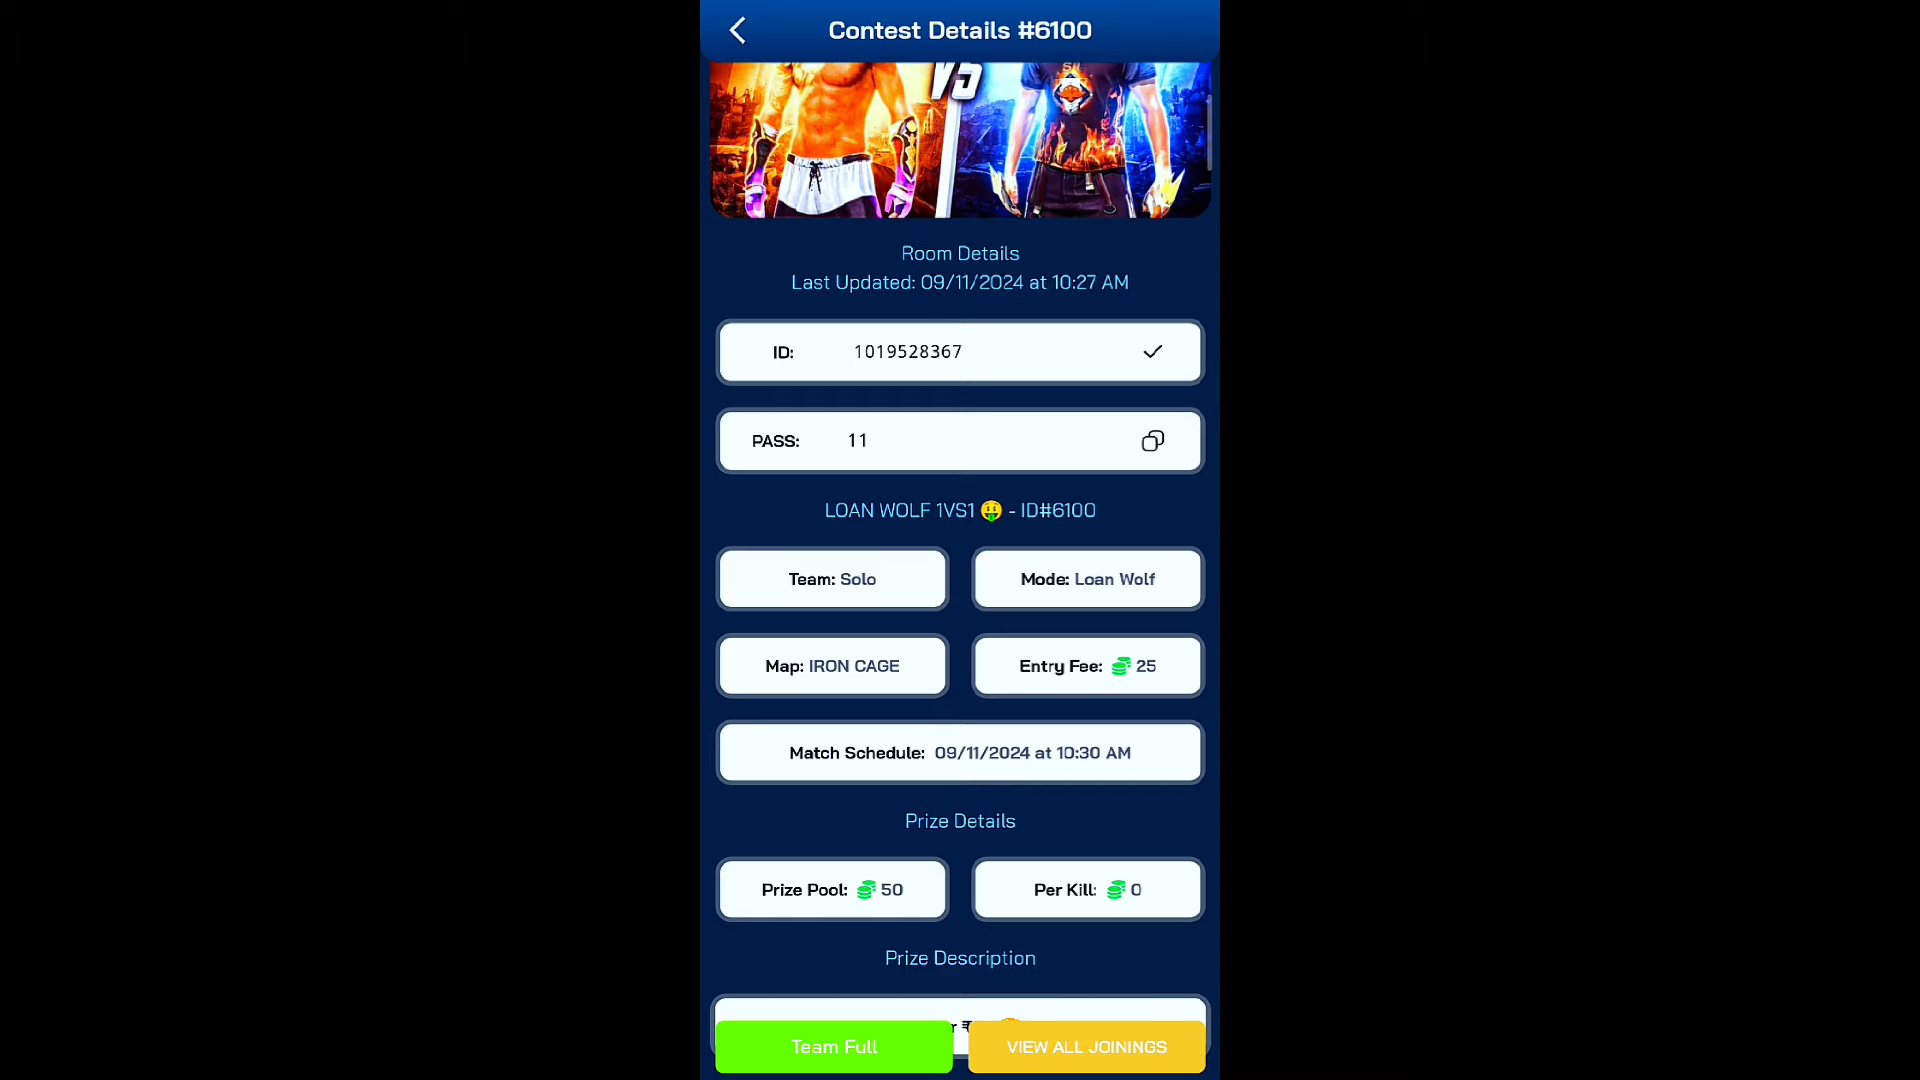 Contest Details #6100
VS
Room Details
Last Updated: 09/11/2024 at 10:27 AM
ID: 1019528367
PASS: 11
LOAN WOLF 1VS1 🤑 - ID#6100
Team: Solo
Mode: Loan Wolf
Map: IRON CAGE
Entry Fee: 25
Match Schedule: 09/11/2024 at 10:30 AM
Prize Details
Prize Pool: 50
Per Kill: 0
Prize Description
Team Full
VIEW ALL JOININGS